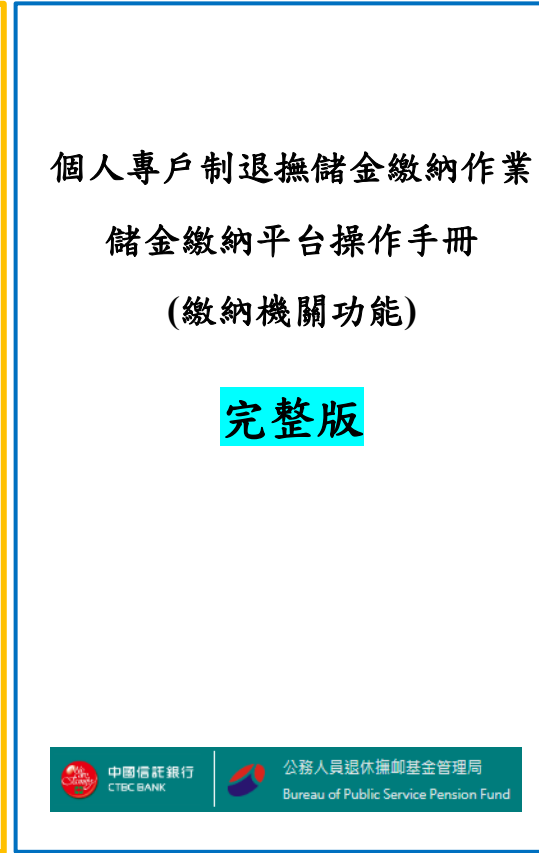 個人專戶制退撫儲金繳納作業
儲金繳納平台操作手冊
(繳納機關功能)
完整版
中國信託銀行
CTBC BANK
公務人員退休撫卹基金管理局
Bureau of Public Service Pension Fund